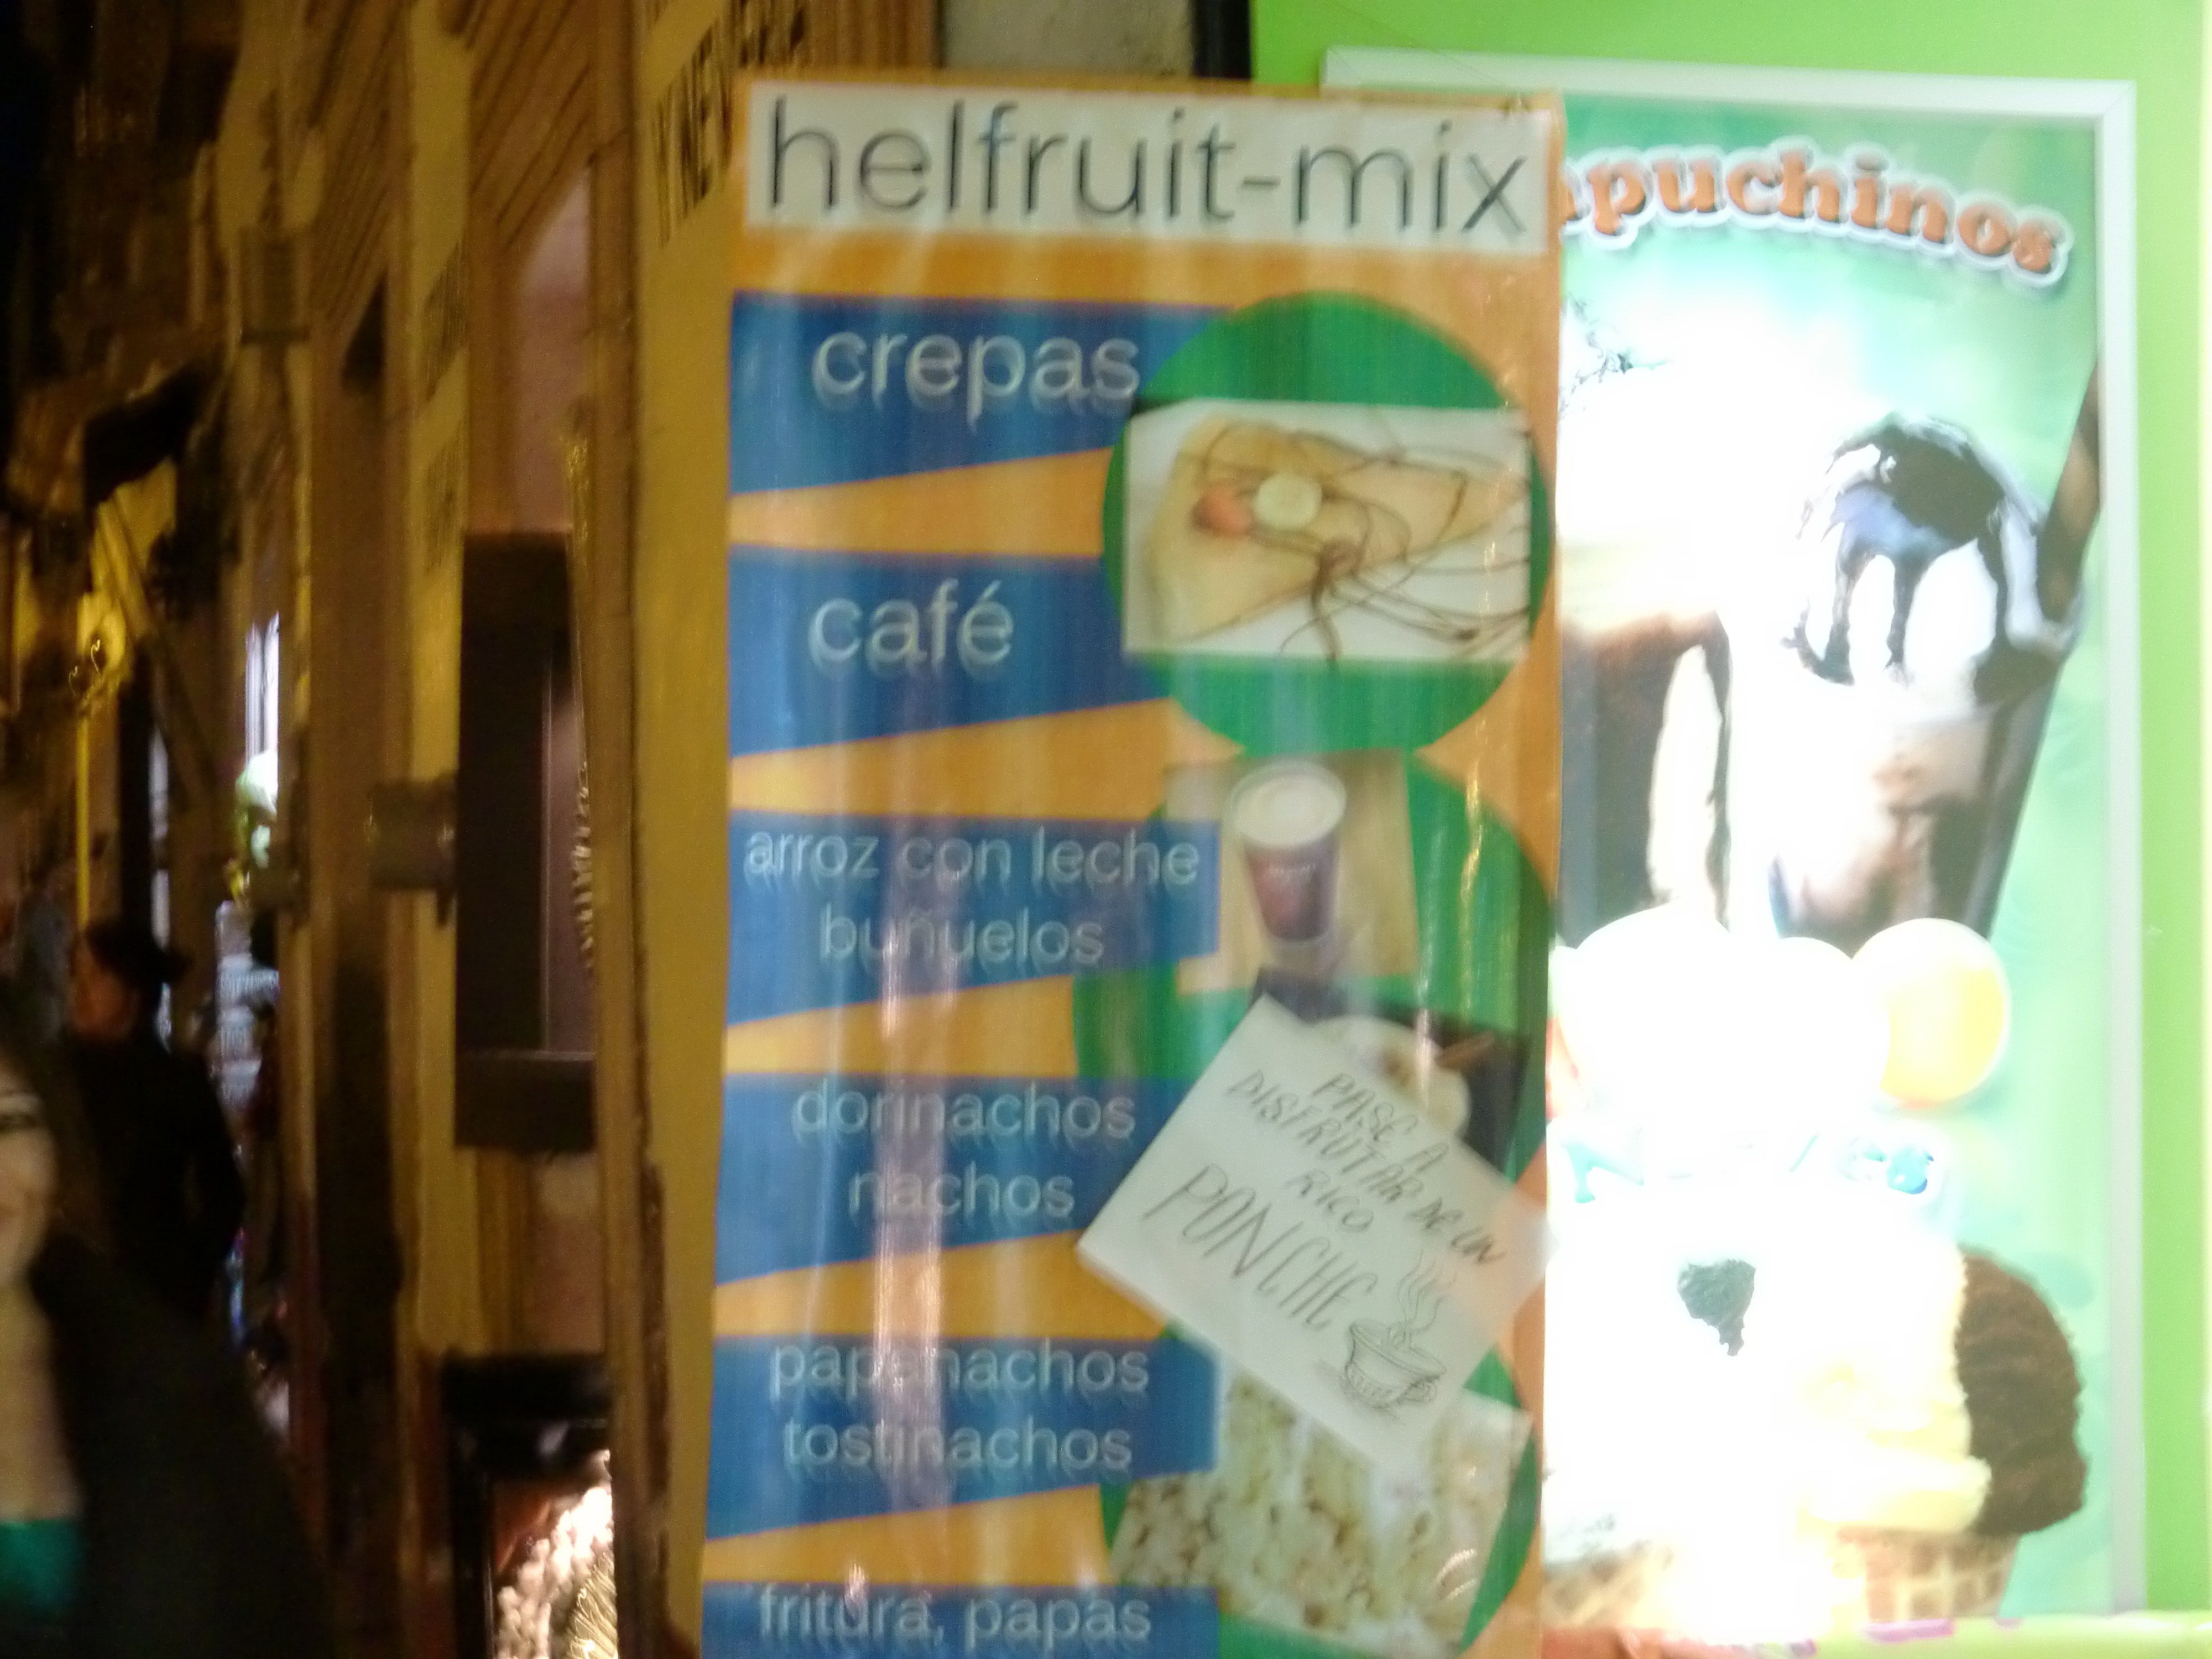 helfruit-mix
crepas
café
arroz con leche
buñuelos
dorinachos
nachos
papanachos
tostinachos
fritura, papas
PASE A
DISFRUTAR DE UN
RICO
PONCHE
apuchinos